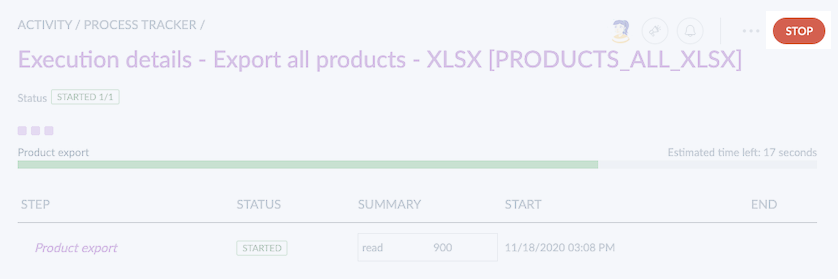 ACTIVITY / PROCESS TRACKER /
STOP
Execution details - Export all products - XLSX [PRODUCTS_ALL_XLSX]
Status STARTED 1/1
Product export Estimated time left: 17 seconds
STEP STATUS SUMMARY START END
Product export STARTED read 900 11/18/2020 03:08 PM